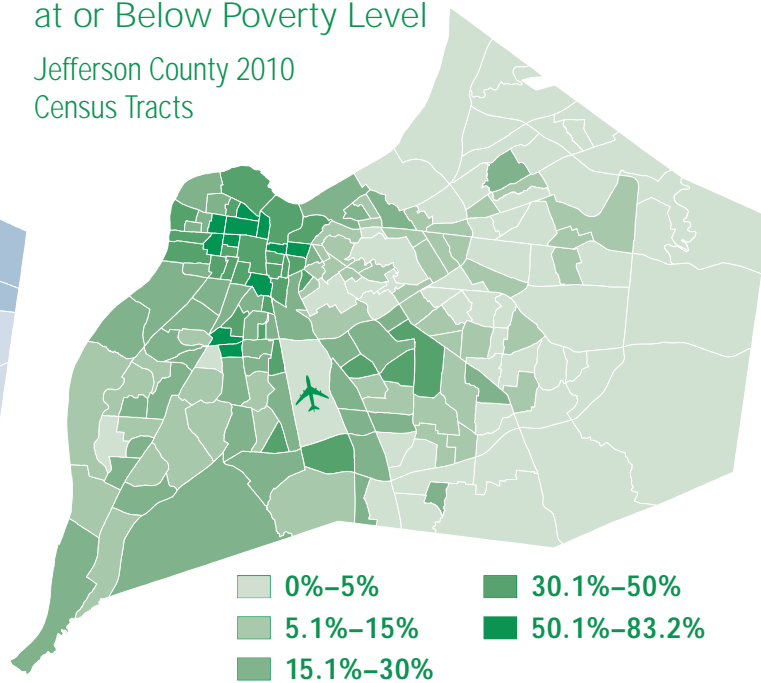 at or Below Poverty Level
Jefferson County 2010
Census Tracts
0%–5%
5.1%–15%
15.1%–30%
30.1%–50%
50.1%–83.2%